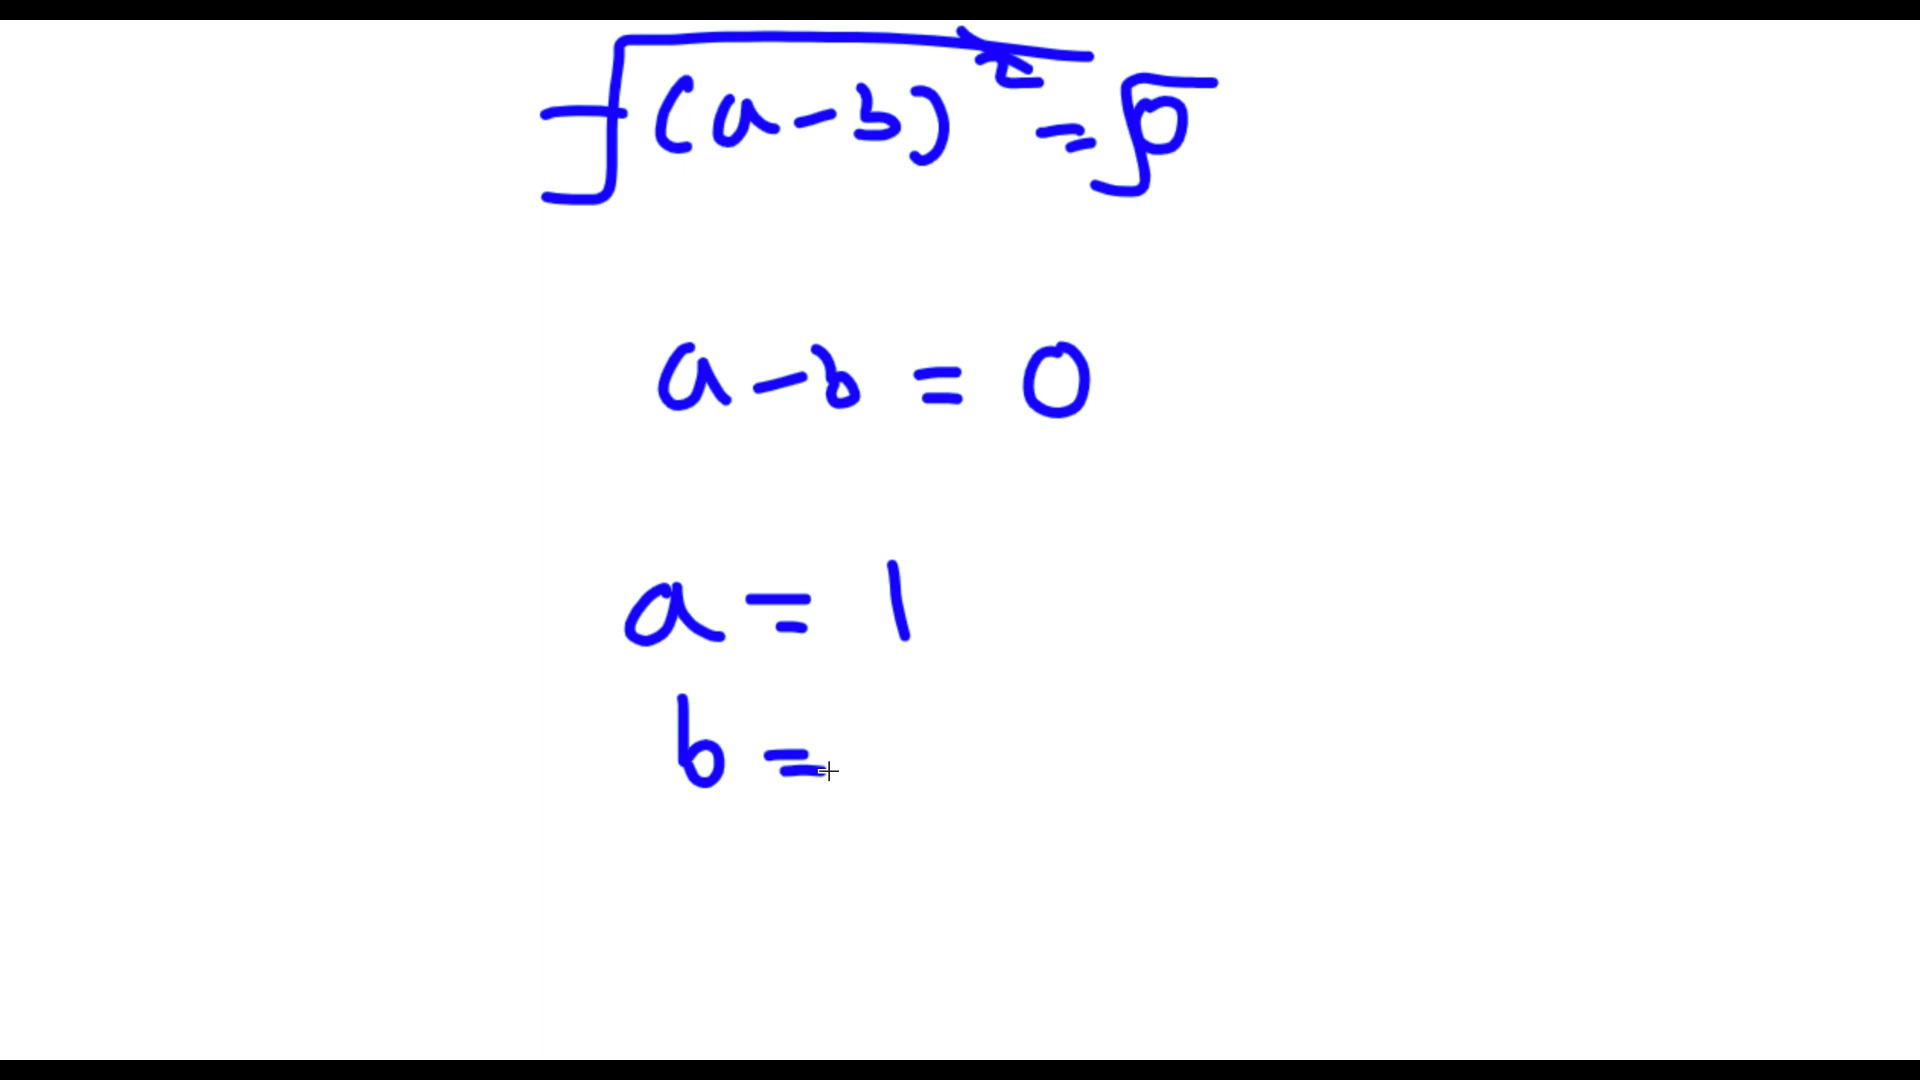 √(a-b)² = √0
a-b = 0
a = 1
b =